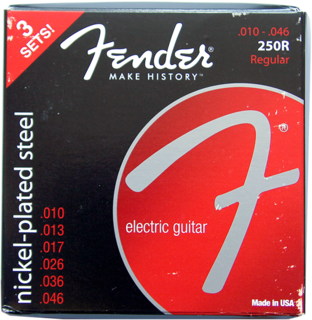 3
SETS!
Fender
MAKE HISTORY™
.010 - .046
250R
Regular
nickel-plated steel
.010
.013
.017
.026
.036
.046
electric guitar
F
Made in USA